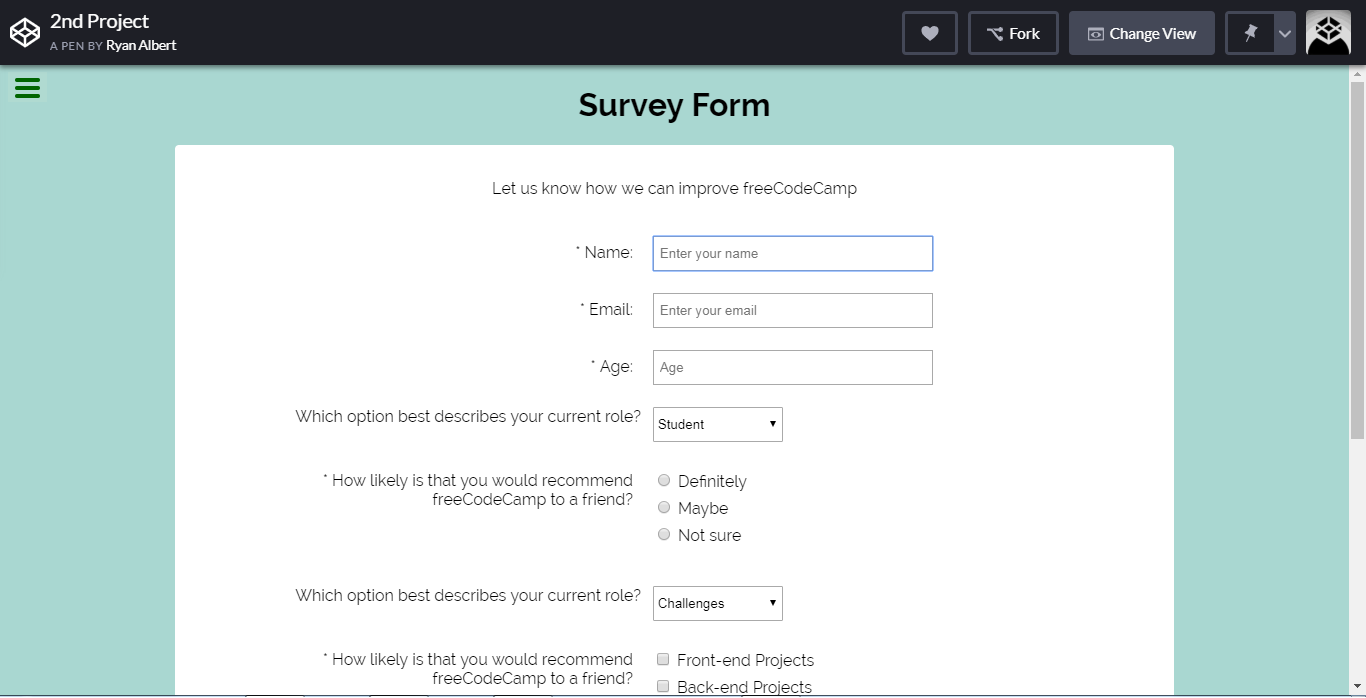 2nd Project
A PEN BY Ryan Albert
Fork
Change View
Survey Form
Let us know how we can improve freeCodeCamp
* Name:
Enter your name
* Email:
Enter your email
* Age:
Age
Which option best describes your current role?
Student
* How likely is that you would recommend
freeCodeCamp to a friend?
Definitely
Maybe
Not sure
Which option best describes your current role?
Challenges
* How likely is that you would recommend
freeCodeCamp to a friend?
Front-end Projects
Back-end Projects